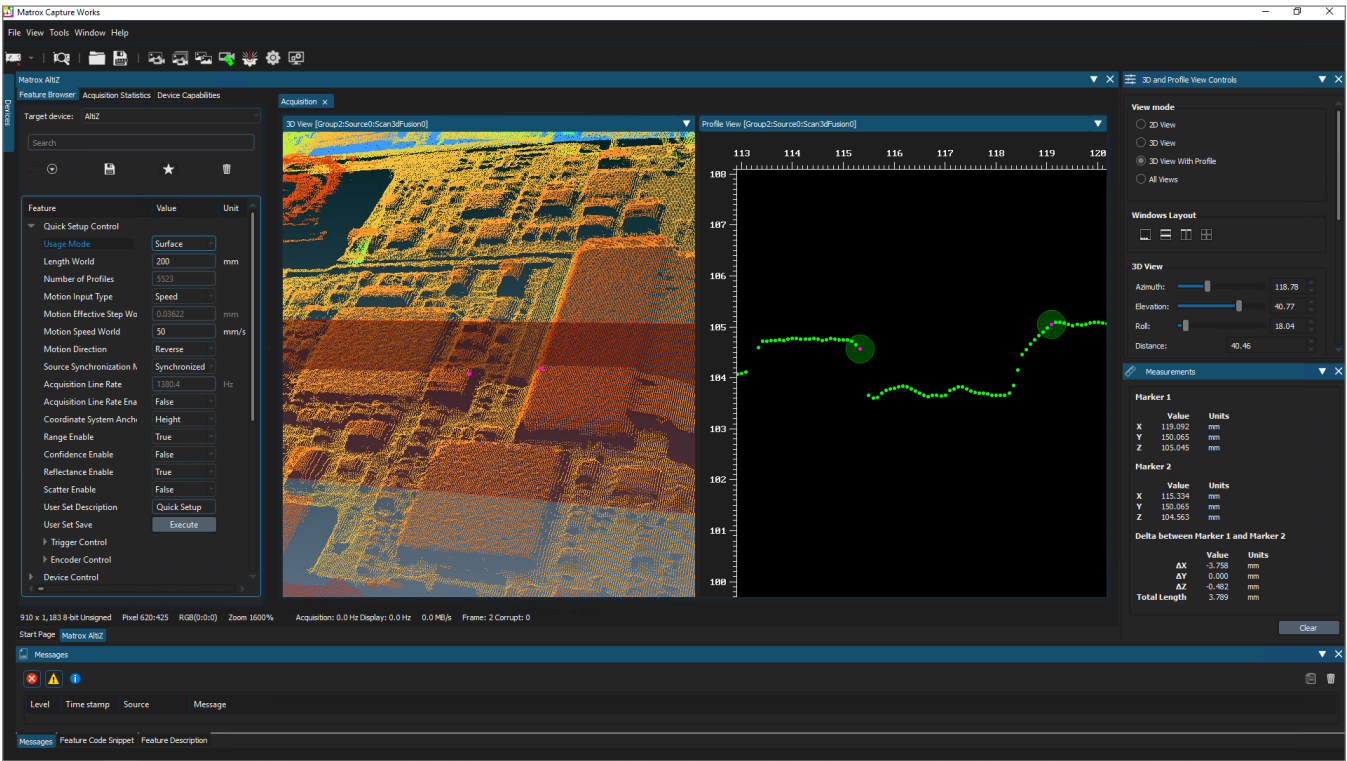 Matrox Capture Works
File View Tools Window Help
Devices
Matrox AltiZ
Feature Browser Acquisition Statistics Device Capabilities
Target device: AltiZ
Search
Feature Value Unit
Quick Setup Control
Usage Mode Surface
Length World 200 mm
Number of Profiles 5523
Motion Input Type Speed
Motion Effective Step Wo 0.03622 mm
Motion Speed World 50 mm/s
Motion Direction Reverse
Source Synchronization M Synchronized
Acquisition Line Rate 1380.4 Hz
Acquisition Line Rate Ena False
Coordinate System Anch Height
Range Enable True
Confidence Enable False
Reflectance Enable True
Scatter Enable False
User Set Description Quick Setup
User Set Save Execute
Trigger Control
Encoder Control
Device Control
Acquisition x
3D View [Group2:Source0:Scan3dFusion0]
Profile View [Group2:Source0:Scan3dFusion0]
113 114 115 116 117 118 119 120
108
107
106
105
104
103
102
101
100
3D and Profile View Controls
View mode
2D View
3D View
3D View With Profile
All Views
Windows Layout
3D View
Azimuth: 118.78
Elevation: 40.77
Roll: 18.04
Distance: 40.46
Measurements
Marker 1
Value Units
X 119.092 mm
Y 150.065 mm
Z 105.045 mm
Marker 2
Value Units
X 115.334 mm
Y 150.065 mm
Z 104.563 mm
Delta between Marker 1 and Marker 2
Value Units
ΔX -3.758 mm
ΔY 0.000 mm
ΔZ -0.482 mm
Total Length 3.789 mm
Clear
910 x 1,183 8-bit Unsigned Pixel 620:425 RGB(0:0:0) Zoom 1600% Acquisition: 0.0 Hz Display: 0.0 Hz 0.0 MB/s Frame: 2 Corrupt: 0
Start Page Matrox AltiZ
Messages
Level Time stamp Source Message
Messages Feature Code Snippet Feature Description